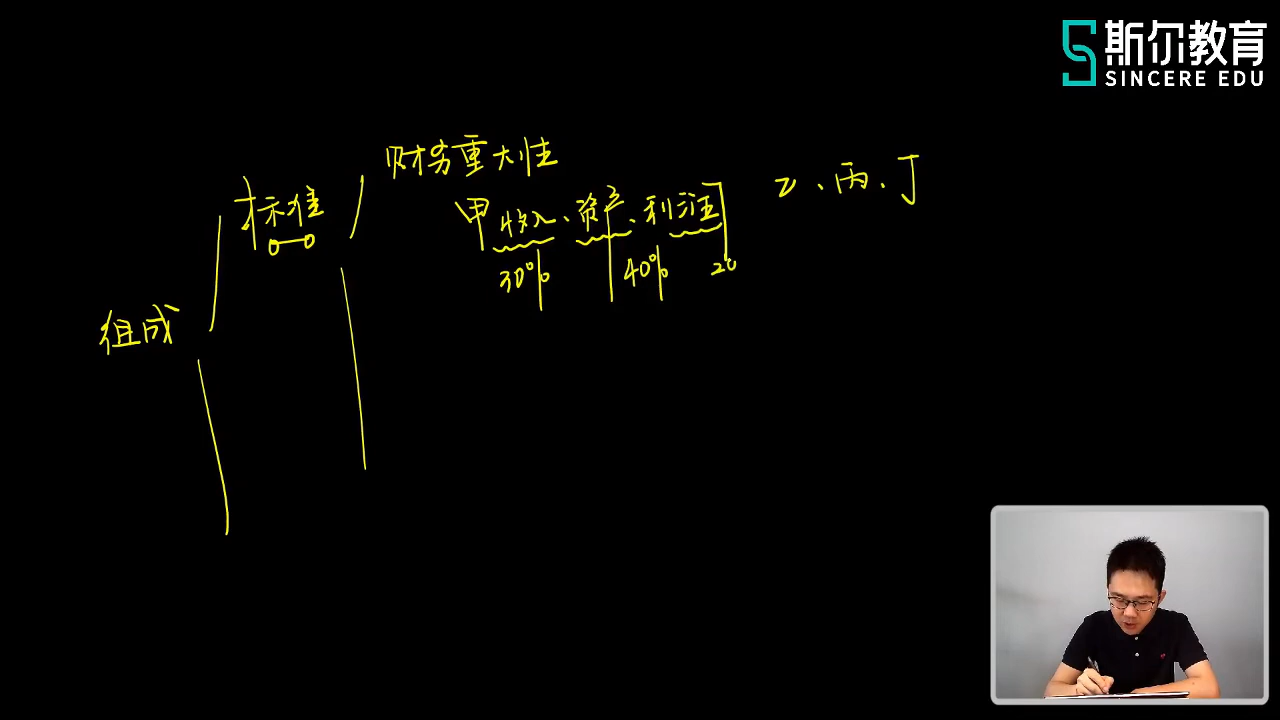 斯尔教育
SINCERE EDU
财务重大性
标准
甲 收入、资产、利润
乙、丙、丁
30% 40% 20
组成